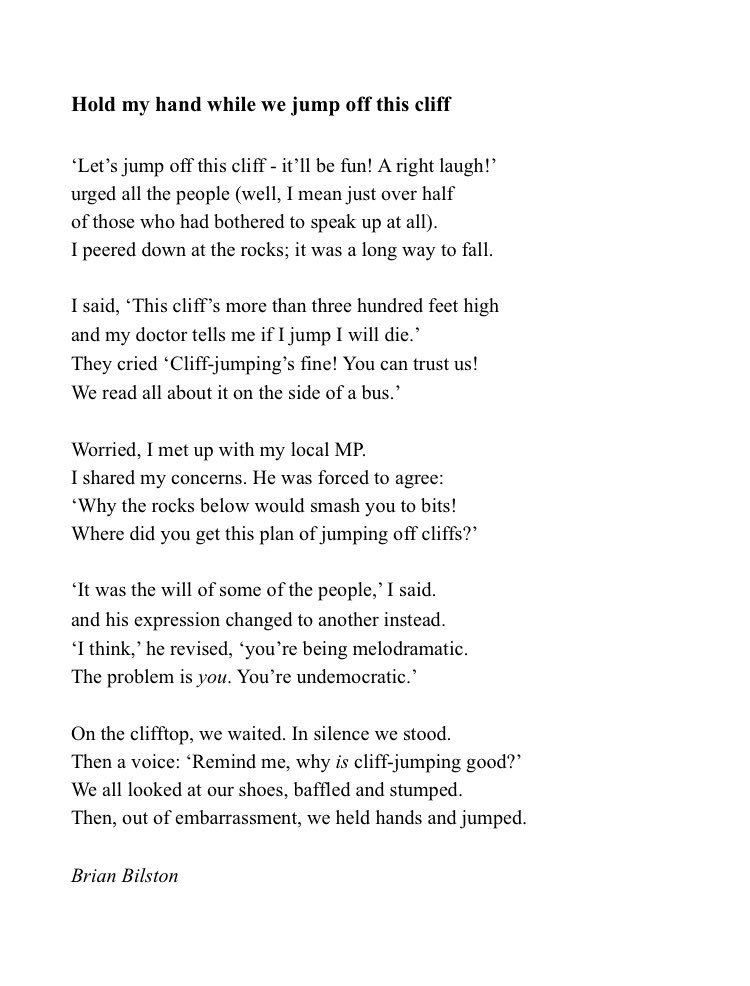 Hold my hand while we jump off this cliff
‘Let’s jump off this cliff - it’ll be fun! A right laugh!’
urged all the people (well, I mean just over half
of those who had bothered to speak up at all).
I peered down at the rocks; it was a long way to fall.
I said, ‘This cliff’s more than three hundred feet high
and my doctor tells me if I jump I will die.’
They cried ‘Cliff-jumping’s fine! You can trust us!
We read all about it on the side of a bus.’
Worried, I met up with my local MP.
I shared my concerns. He was forced to agree:
‘Why the rocks below would smash you to bits!
Where did you get this plan of jumping off cliffs?’
‘It was the will of some of the people,’ I said.
and his expression changed to another instead.
‘I think,’ he revised, ‘you’re being melodramatic.
The problem is you. You’re undemocratic.’
On the clifftop, we waited. In silence we stood.
Then a voice: ‘Remind me, why is cliff-jumping good?’
We all looked at our shoes, baffled and stumped.
Then, out of embarrassment, we held hands and jumped.
Brian Bilston